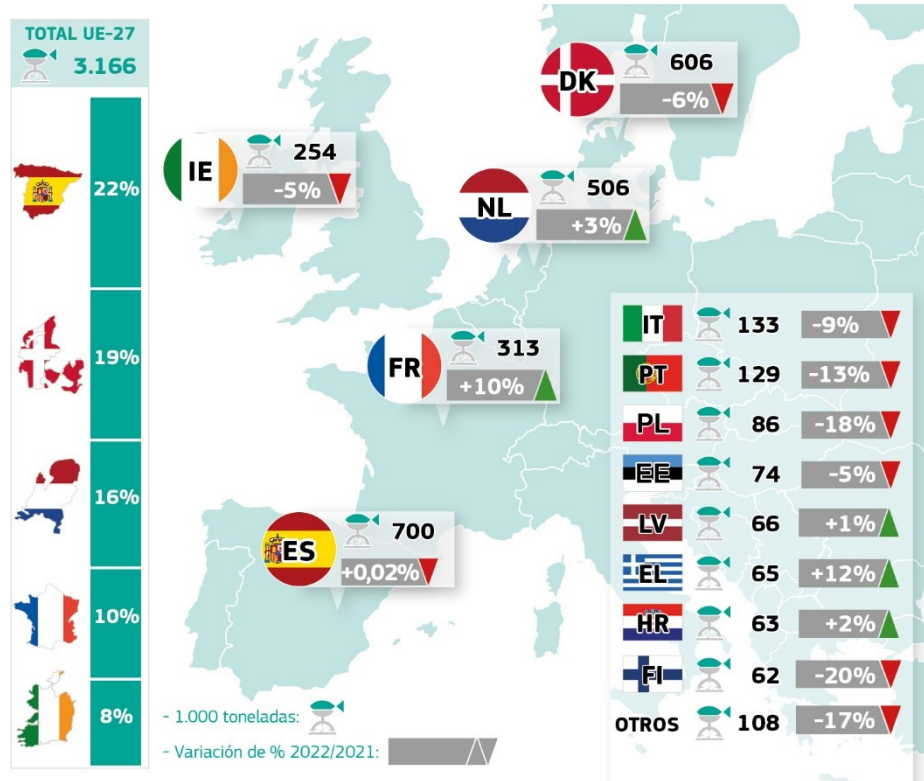 TOTAL UE-27
3.166
22%
19%
16%
10%
8%
DK
606
-6%
IE
254
-5%
NL
506
+3%
FR
313
+10%
ES
700
+0,02%
IT 133 -9%
PT 129 -13%
PL 86 -18%
EE 74 -5%
LV 66 +1%
EL 65 +12%
HR 63 +2%
FI 62 -20%
OTROS 108 -17%
- 1.000 toneladas:
- Variación de % 2022/2021: